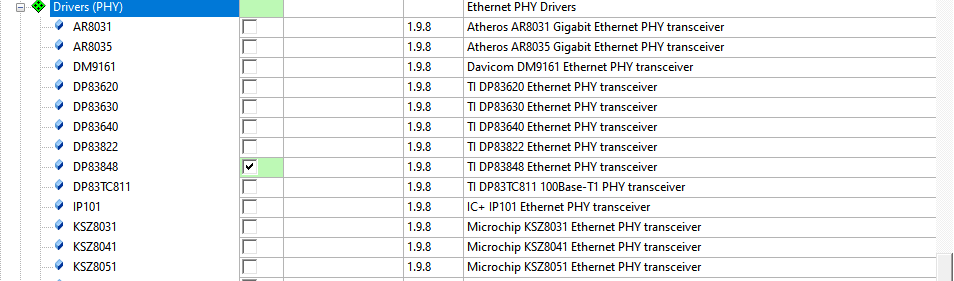 Drivers (PHY) Ethernet PHY Drivers
AR8031 1.9.8 Atheros AR8031 Gigabit Ethernet PHY transceiver
AR8035 1.9.8 Atheros AR8035 Gigabit Ethernet PHY transceiver
DM9161 1.9.8 Davicom DM9161 Ethernet PHY transceiver
DP83620 1.9.8 TI DP83620 Ethernet PHY transceiver
DP83630 1.9.8 TI DP83630 Ethernet PHY transceiver
DP83640 1.9.8 TI DP83640 Ethernet PHY transceiver
DP83822 1.9.8 TI DP83822 Ethernet PHY transceiver
DP83848 1.9.8 TI DP83848 Ethernet PHY transceiver
DP83TC811 1.9.8 TI DP83TC811 100Base-T1 PHY transceiver
IP101 1.9.8 IC+ IP101 Ethernet PHY transceiver
KSZ8031 1.9.8 Microchip KSZ8031 Ethernet PHY transceiver
KSZ8041 1.9.8 Microchip KSZ8041 Ethernet PHY transceiver
KSZ8051 1.9.8 Microchip KSZ8051 Ethernet PHY transceiver